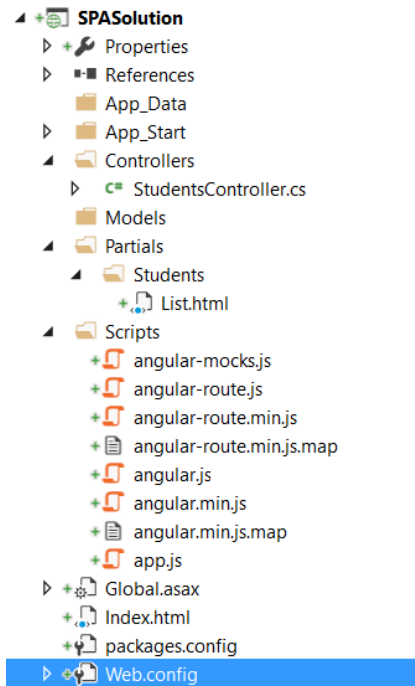 SPASolution
Properties
References
App_Data
App_Start
Controllers
C# StudentsController.cs
Models
Partials
Students
List.html
Scripts
angular-mocks.js
angular-route.js
angular-route.min.js
angular-route.min.js.map
angular.js
angular.min.js
angular.min.js.map
app.js
Global.asax
Index.html
packages.config
Web.config